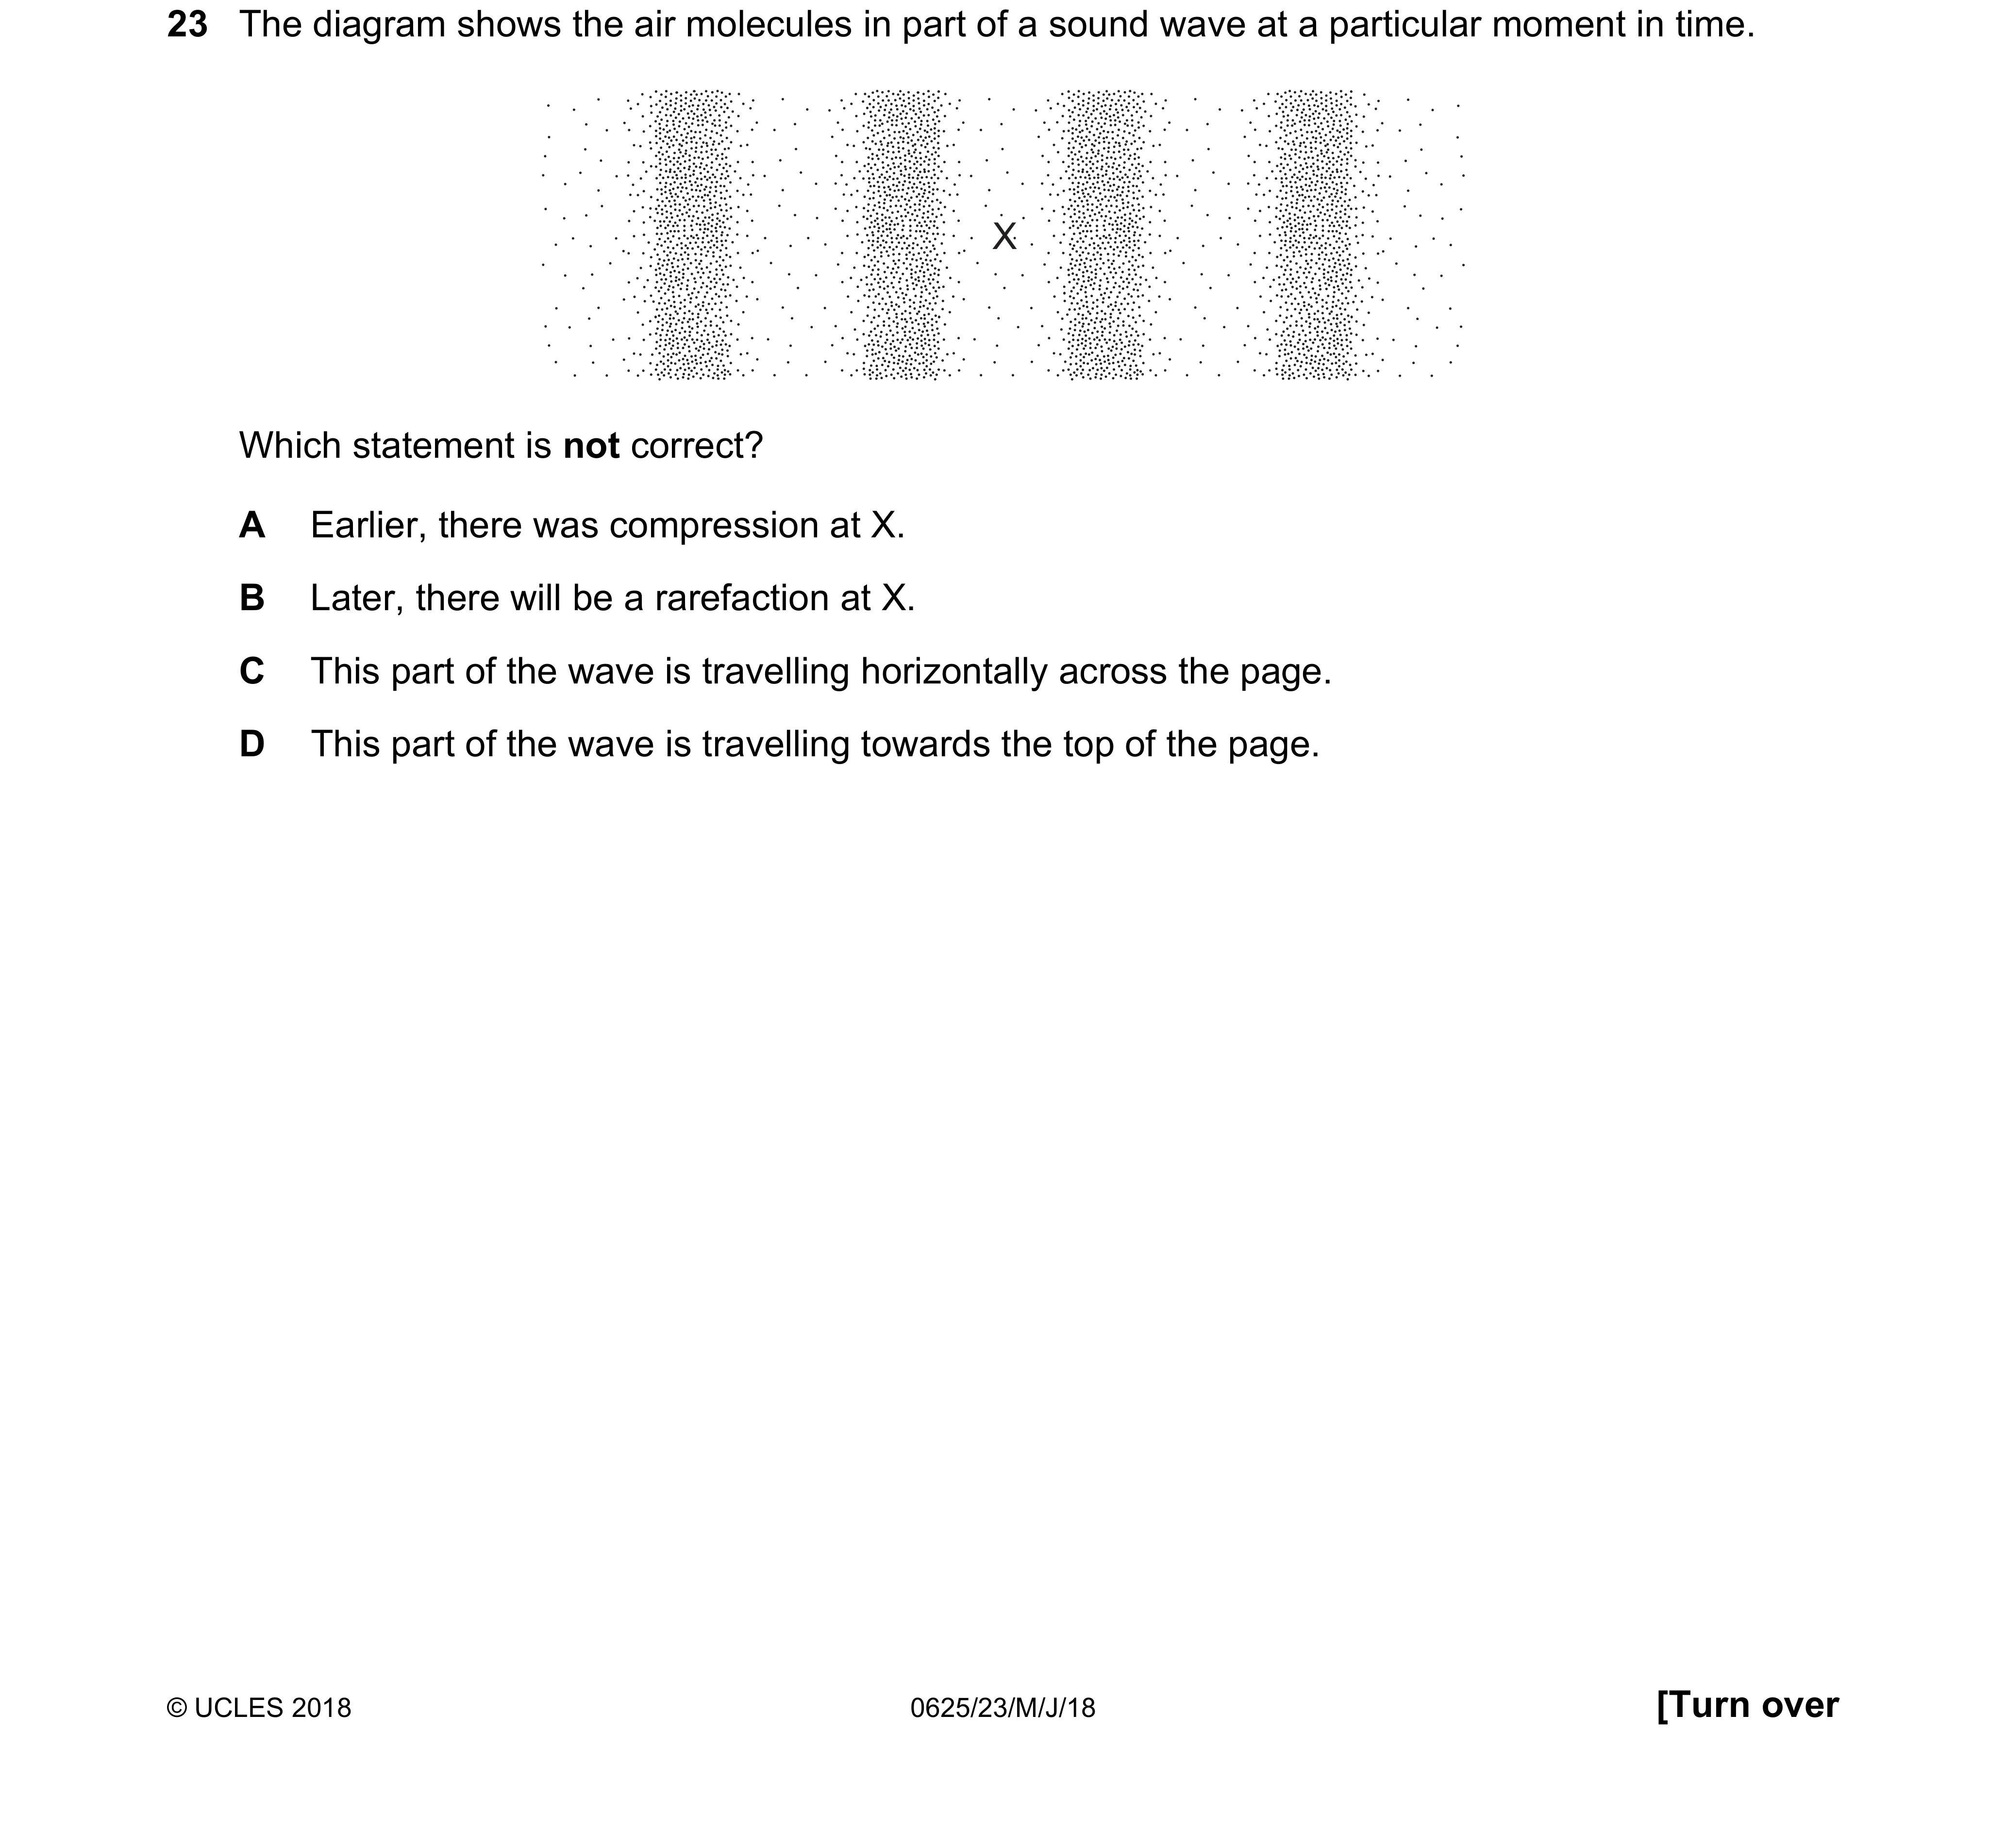 23 The diagram shows the air molecules in part of a sound wave at a particular moment in time.
X
Which statement is not correct?
A Earlier, there was compression at X.
B Later, there will be a rarefaction at X.
C This part of the wave is travelling horizontally across the page.
D This part of the wave is travelling towards the top of the page.
© UCLES 2018 0625/23/M/J/18 [Turn over